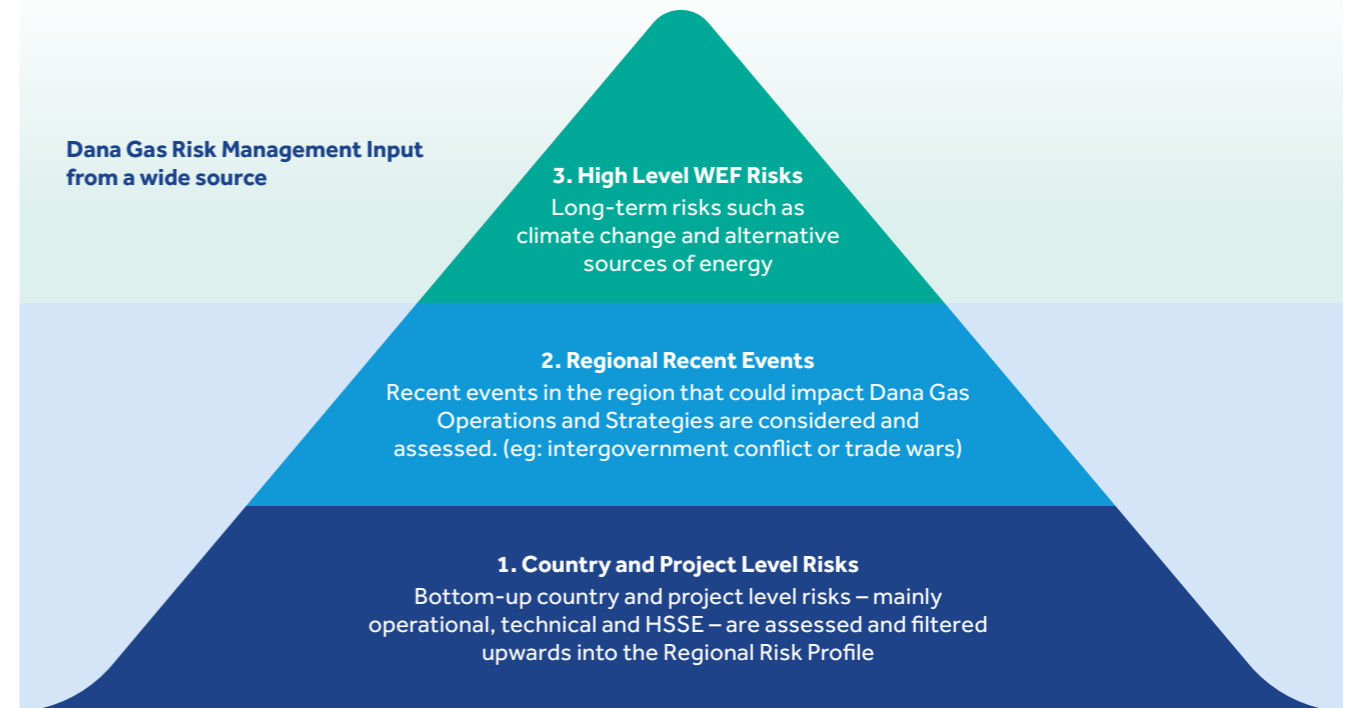 Dana Gas Risk Management Input
from a wide source
3. High Level WEF Risks
Long-term risks such as
climate change and alternative
sources of energy
2. Regional Recent Events
Recent events in the region that could impact Dana Gas
Operations and Strategies are considered and
assessed. (eg: intergovernment conflict or trade wars)
1. Country and Project Level Risks
Bottom-up country and project level risks – mainly
operational, technical and HSSE – are assessed and filtered
upwards into the Regional Risk Profile